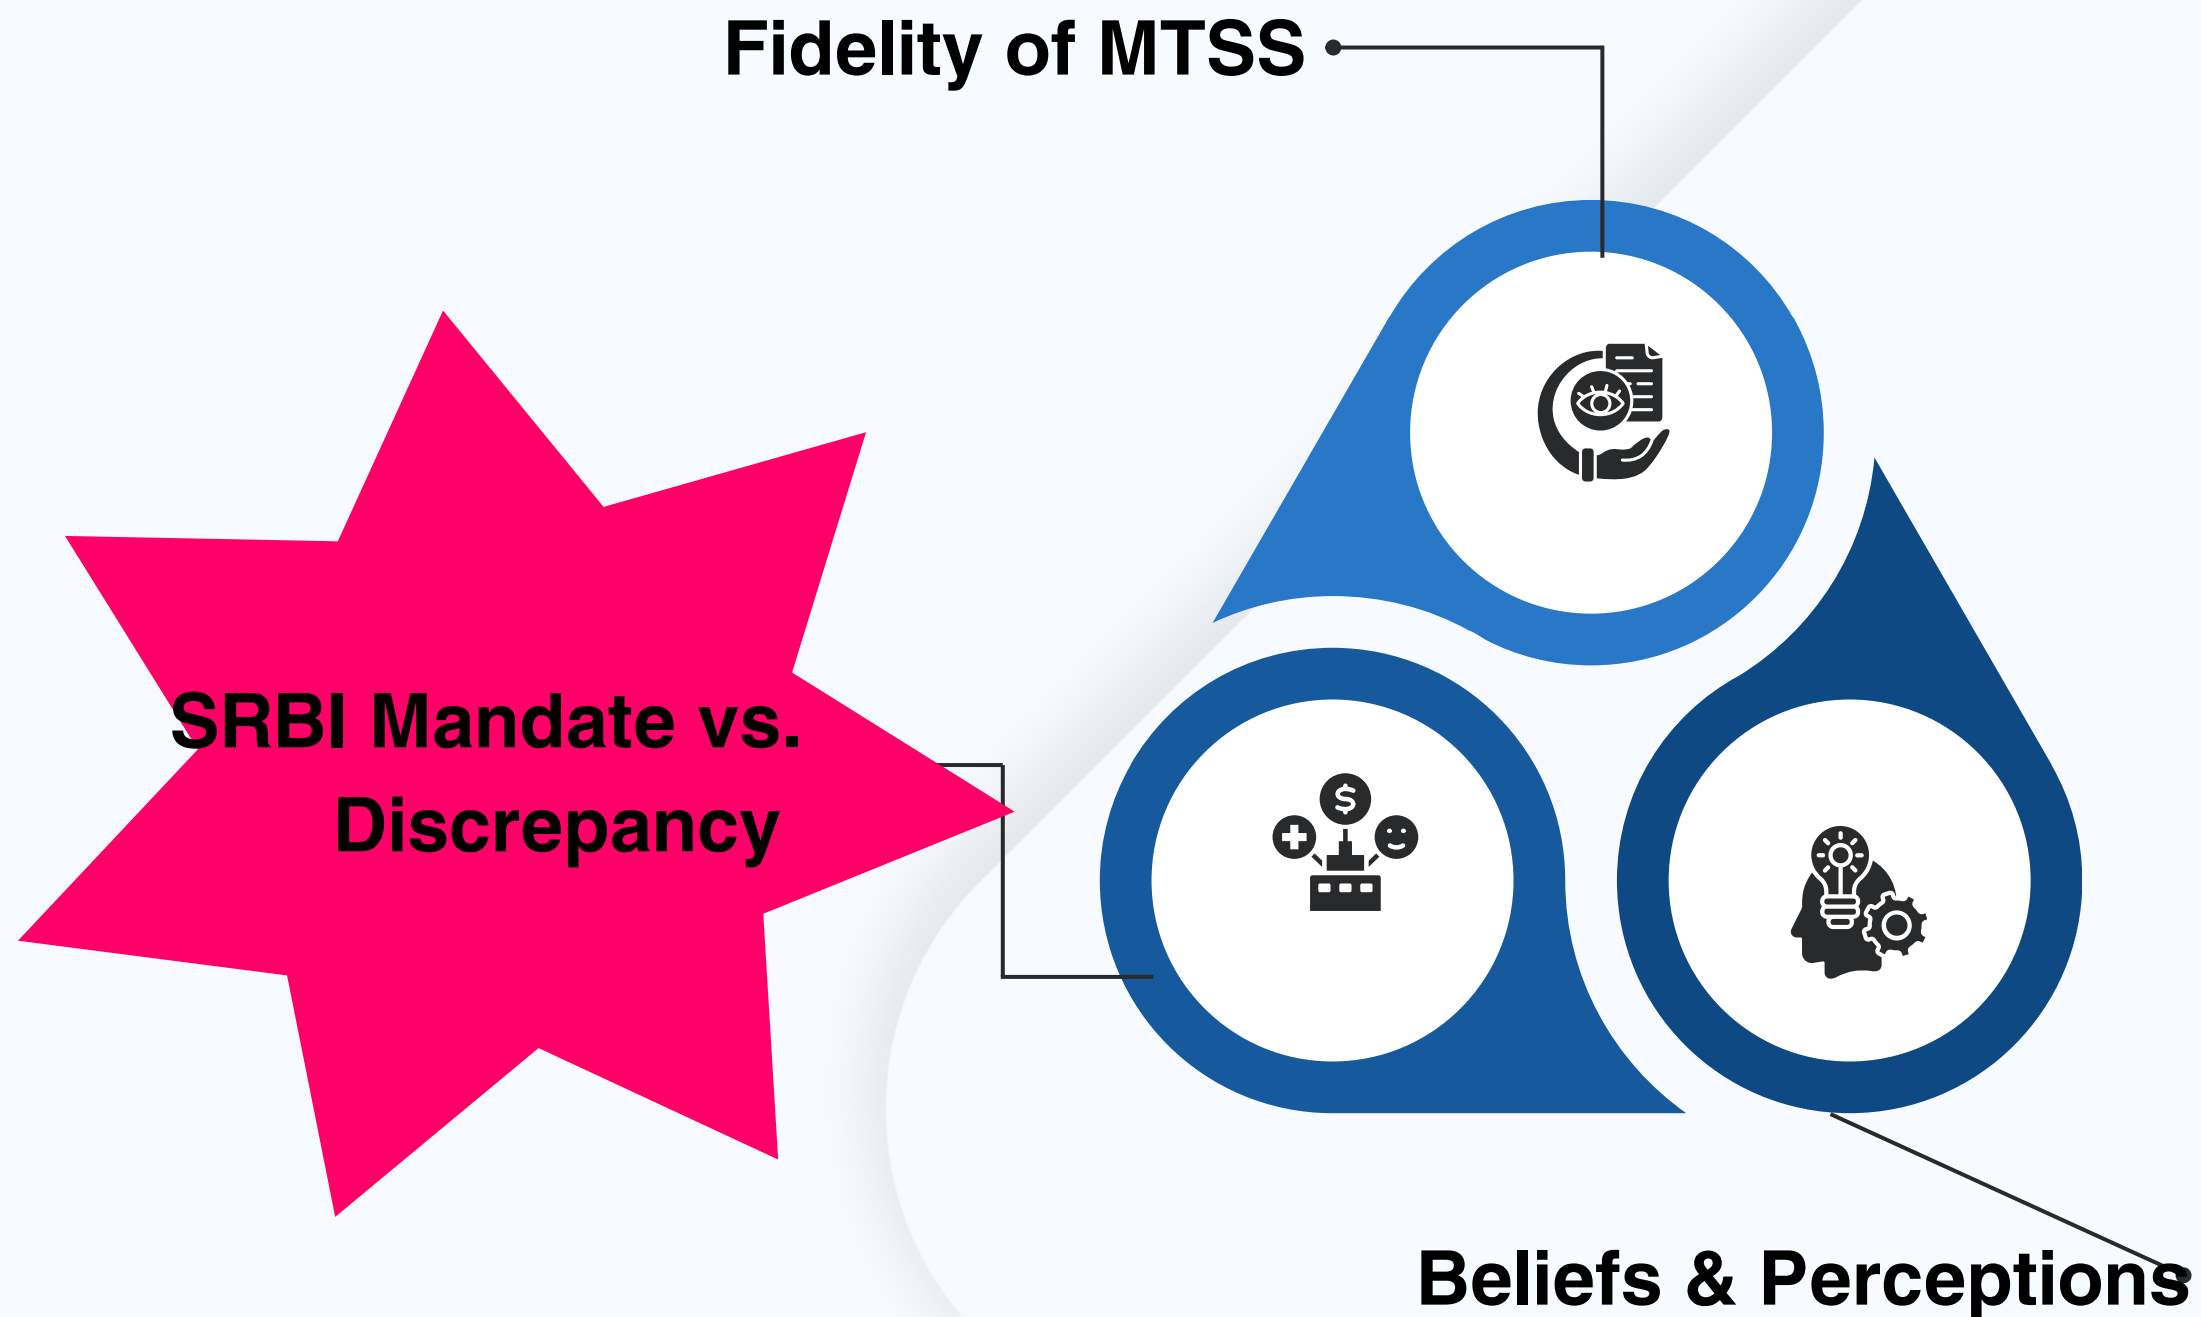 Fidelity of MTSS
SRBI Mandate vs.
Discrepancy
Beliefs & Perceptions